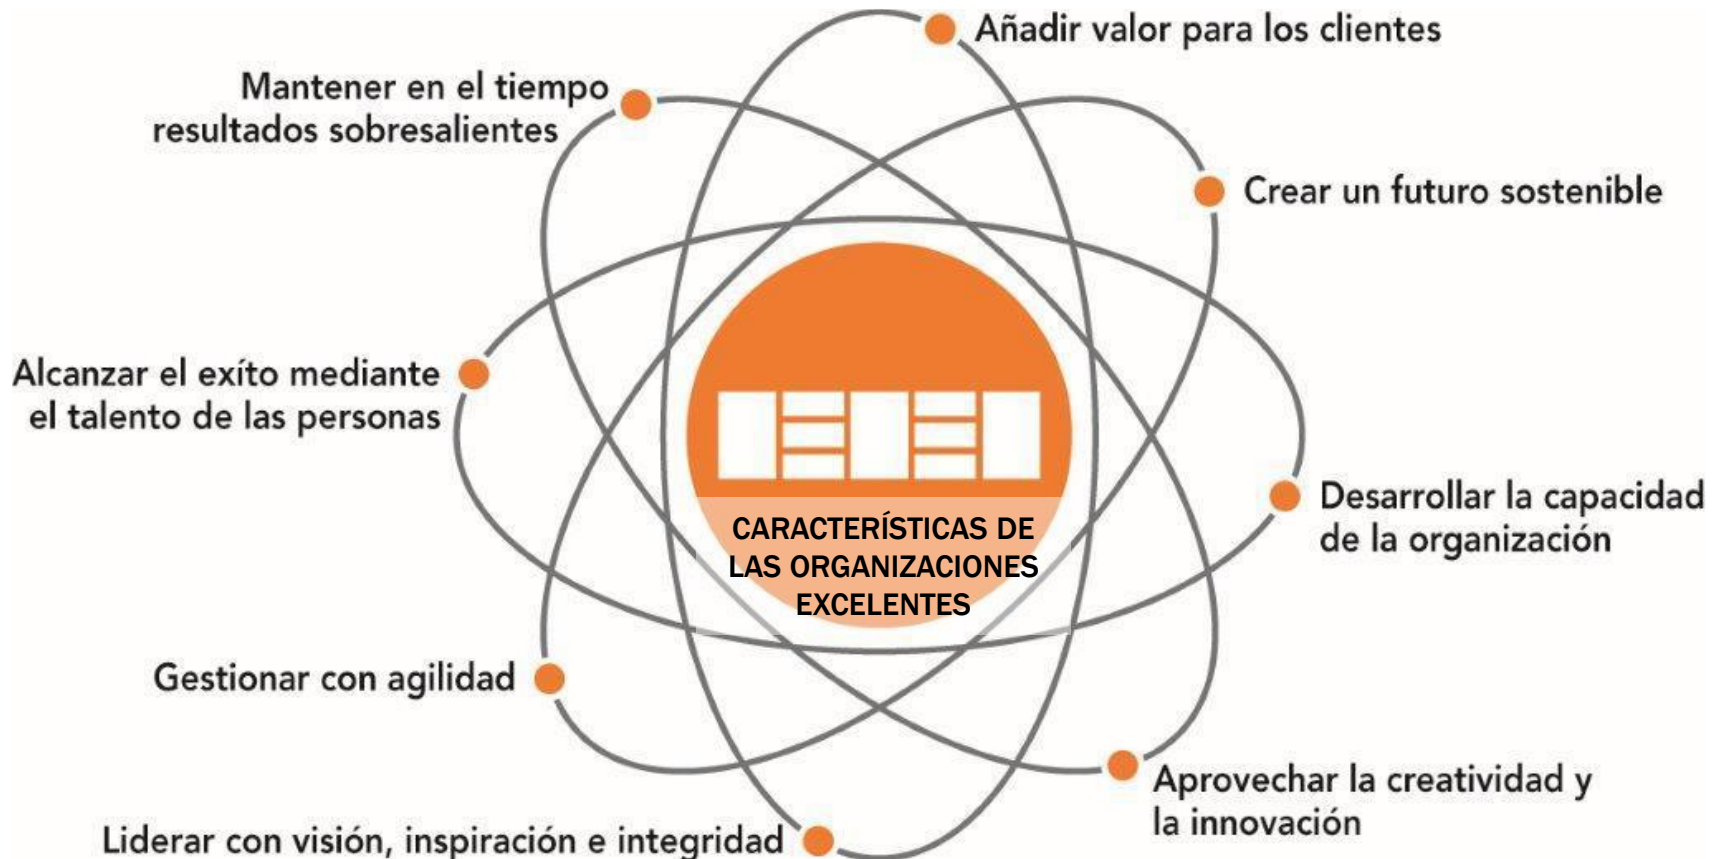 Añadir valor para los clientes
Mantener en el tiempo
resultados sobresalientes
Crear un futuro sostenible
Alcanzar el exíto mediante
el talento de las personas
Desarrollar la capacidad
de la organización
CARACTERÍSTICAS DE
LAS ORGANIZACIONES
EXCELENTES
Gestionar con agilidad
Aprovechar la creatividad y
la innovación
Liderar con visión, inspiración e integridad